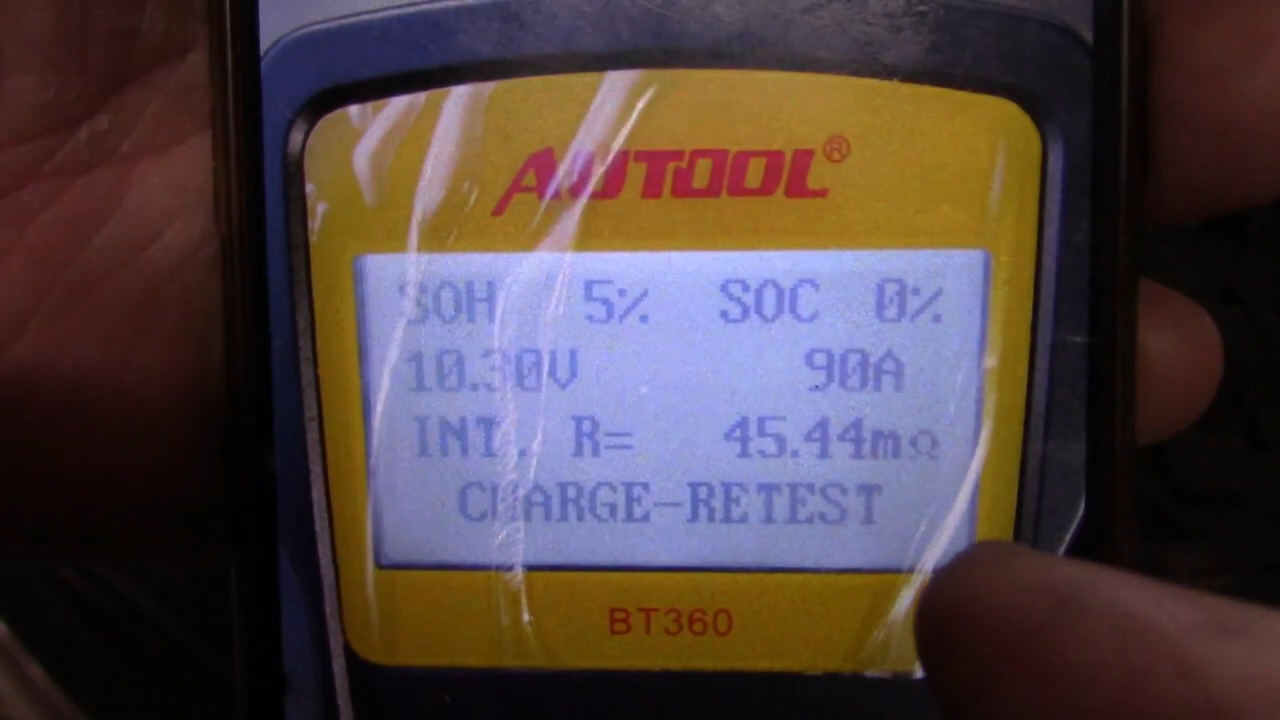 AUTOOL®
SOH 5% SOC 0%
10.30V 90A
INT. R= 45.44mΩ
CHARGE-RETEST
BT360